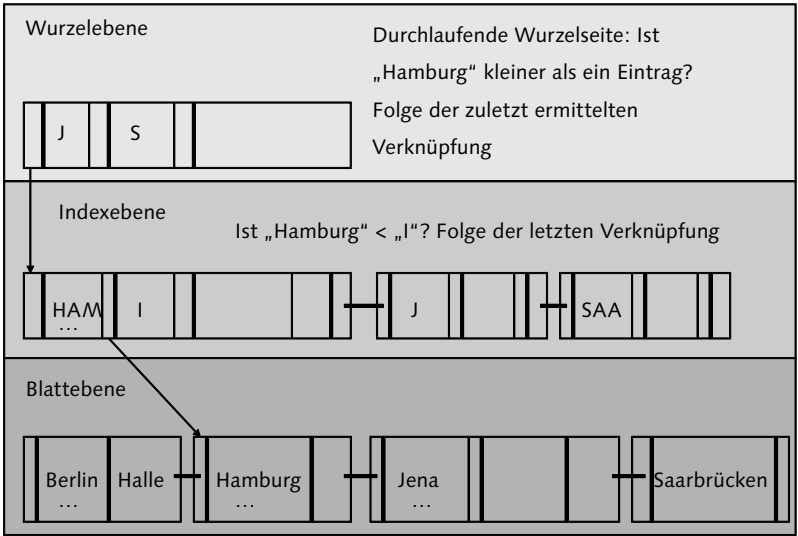 Wurzelebene
Durchlaufende Wurzelseite: Ist
„Hamburg“ kleiner als ein Eintrag?
Folge der zuletzt ermittelten
Verknüpfung
J S
Indexebene
Ist „Hamburg“ < „I“? Folge der letzten Verknüpfung
HAM I J SAA
...
Blattebene
Berlin Halle Hamburg Jena Saarbrücken
... ... ...